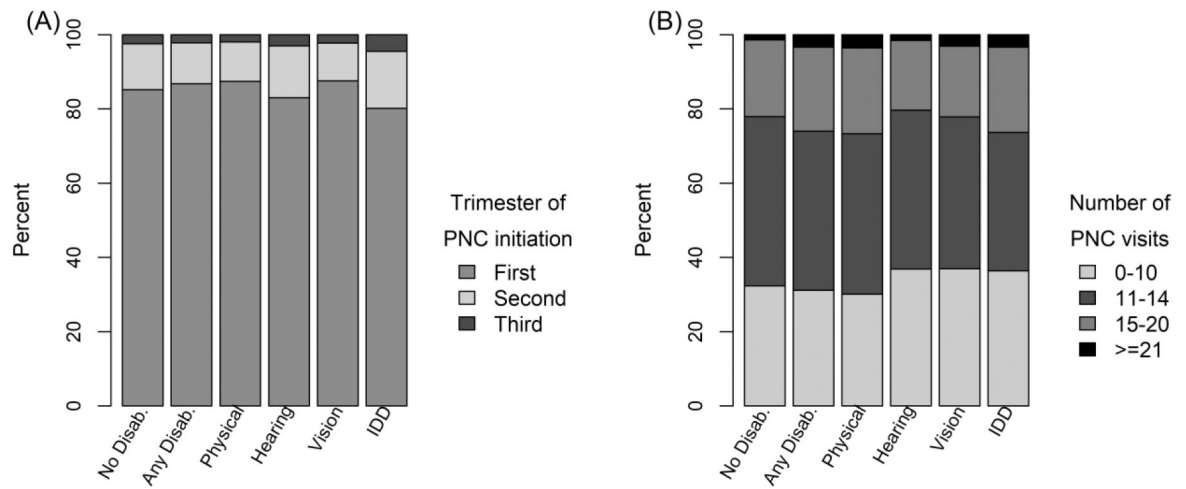 (A)
Percent
100
80
60
40
20
0
No Disab.
Any Disab.
Physical
Hearing
Vision
IDD
Trimester of
PNC initiation
First
Second
Third
(B)
Percent
100
80
60
40
20
0
No Disab.
Any Disab.
Physical
Hearing
Vision
IDD
Number of
PNC visits
0-10
11-14
15-20
>=21